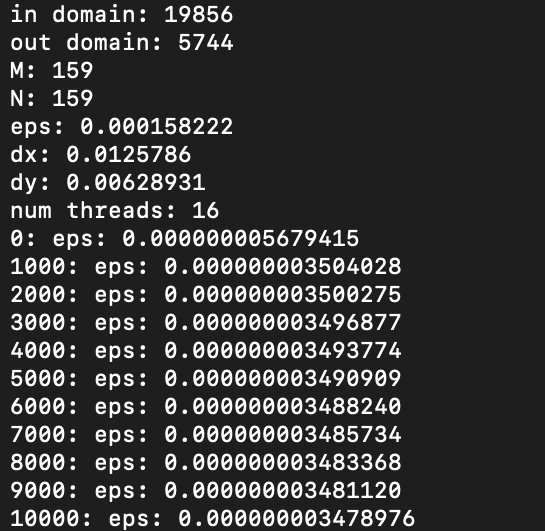 in domain: 19856
out domain: 5744
M: 159
N: 159
eps: 0.000158222
dx: 0.0125786
dy: 0.00628931
num threads: 16
0: eps: 0.000000005679415
1000: eps: 0.000000003504028
2000: eps: 0.000000003500275
3000: eps: 0.000000003496877
4000: eps: 0.000000003493774
5000: eps: 0.000000003490909
6000: eps: 0.000000003488240
7000: eps: 0.000000003485734
8000: eps: 0.000000003483368
9000: eps: 0.000000003481120
10000: eps: 0.000000003478976